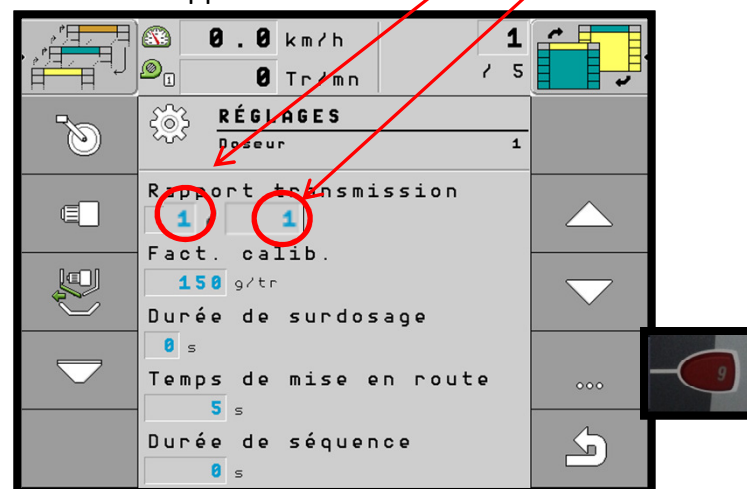 0.0 km/h 1
1 0 Tr/mn / 5
RÉGLAGES
Doseur 1
Rapport transmission
1 / 1
Fact. calib.
150 g/tr
Durée de surdosage
0 s
Temps de mise en route
5 s
Durée de séquence
0 s